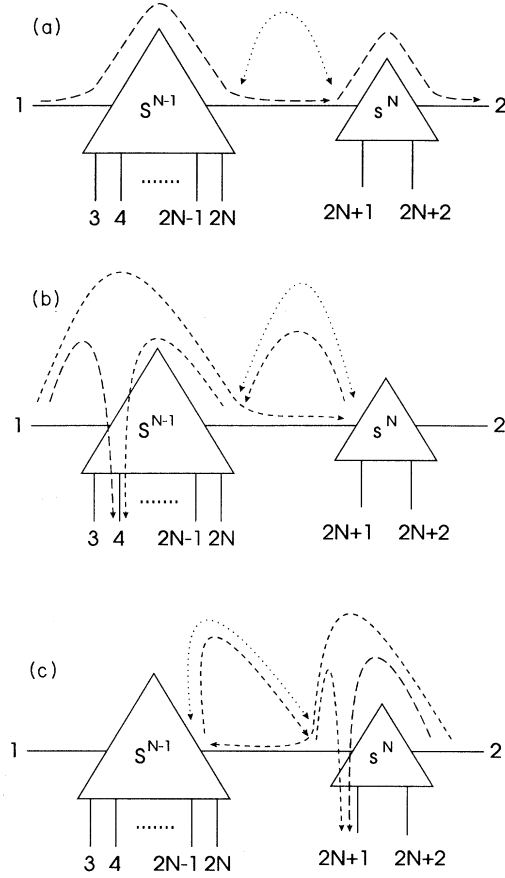 (a)
1 S^{N-1} s^N 2
3 4 ....... 2N-1 2N 2N+1 2N+2
(b)
1 S^{N-1} s^N 2
3 4 ....... 2N-1 2N 2N+1 2N+2
(c)
1 S^{N-1} s^N 2
3 4 ....... 2N-1 2N 2N+1 2N+2